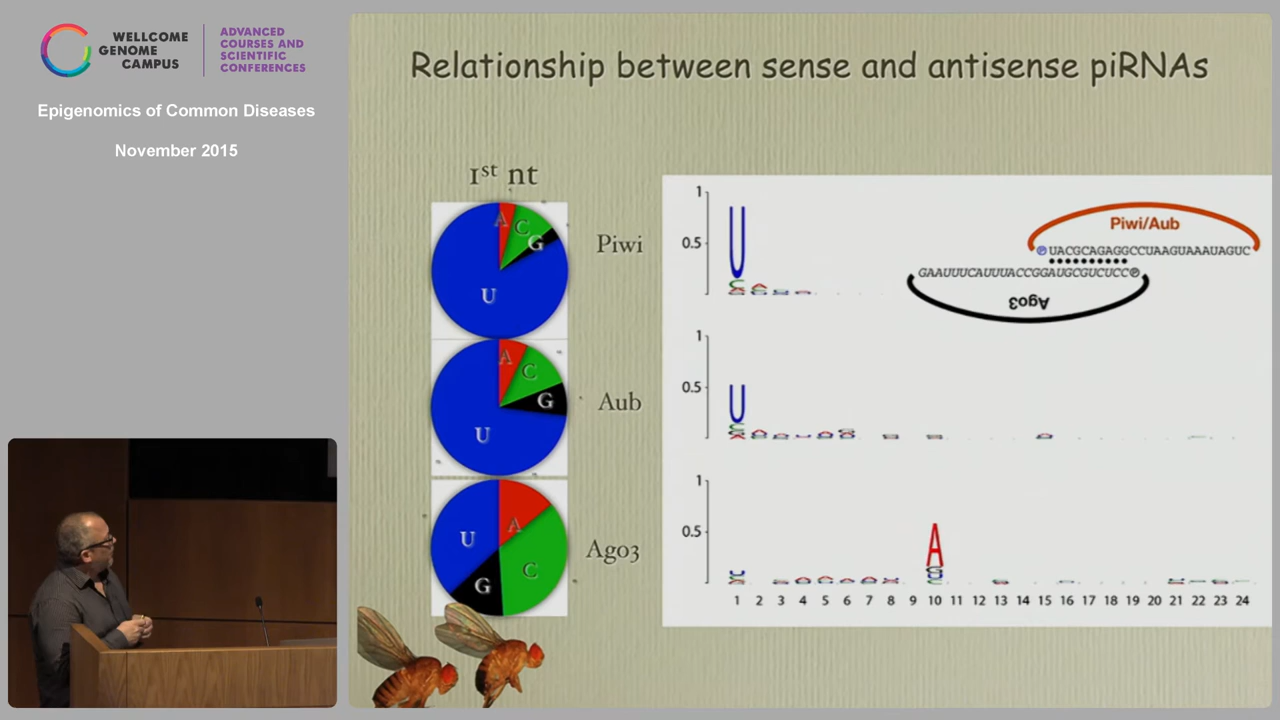 WELLCOME
GENOME
CAMPUS
ADVANCED
COURSES AND
SCIENTIFIC
CONFERENCES
Epigenomics of Common Diseases
November 2015
Relationship between sense and antisense piRNAs
1st nt
A
C
G
U
Piwi
A
C
G
U
Aub
U
A
G
C
Ago3
1
0.5
U
C
A
Piwi/Aub
P UACGCAGAGGCCUAAGUAAAUAGUC
GAAUUUCAUUUACCGGAUGCGUCUCC P
Ago3
1
0.5
U
C
1
0.5
A
1 2 3 4 5 6 7 8 9 10 11 12 13 14 15 16 17 18 19 20 21 22 23 24